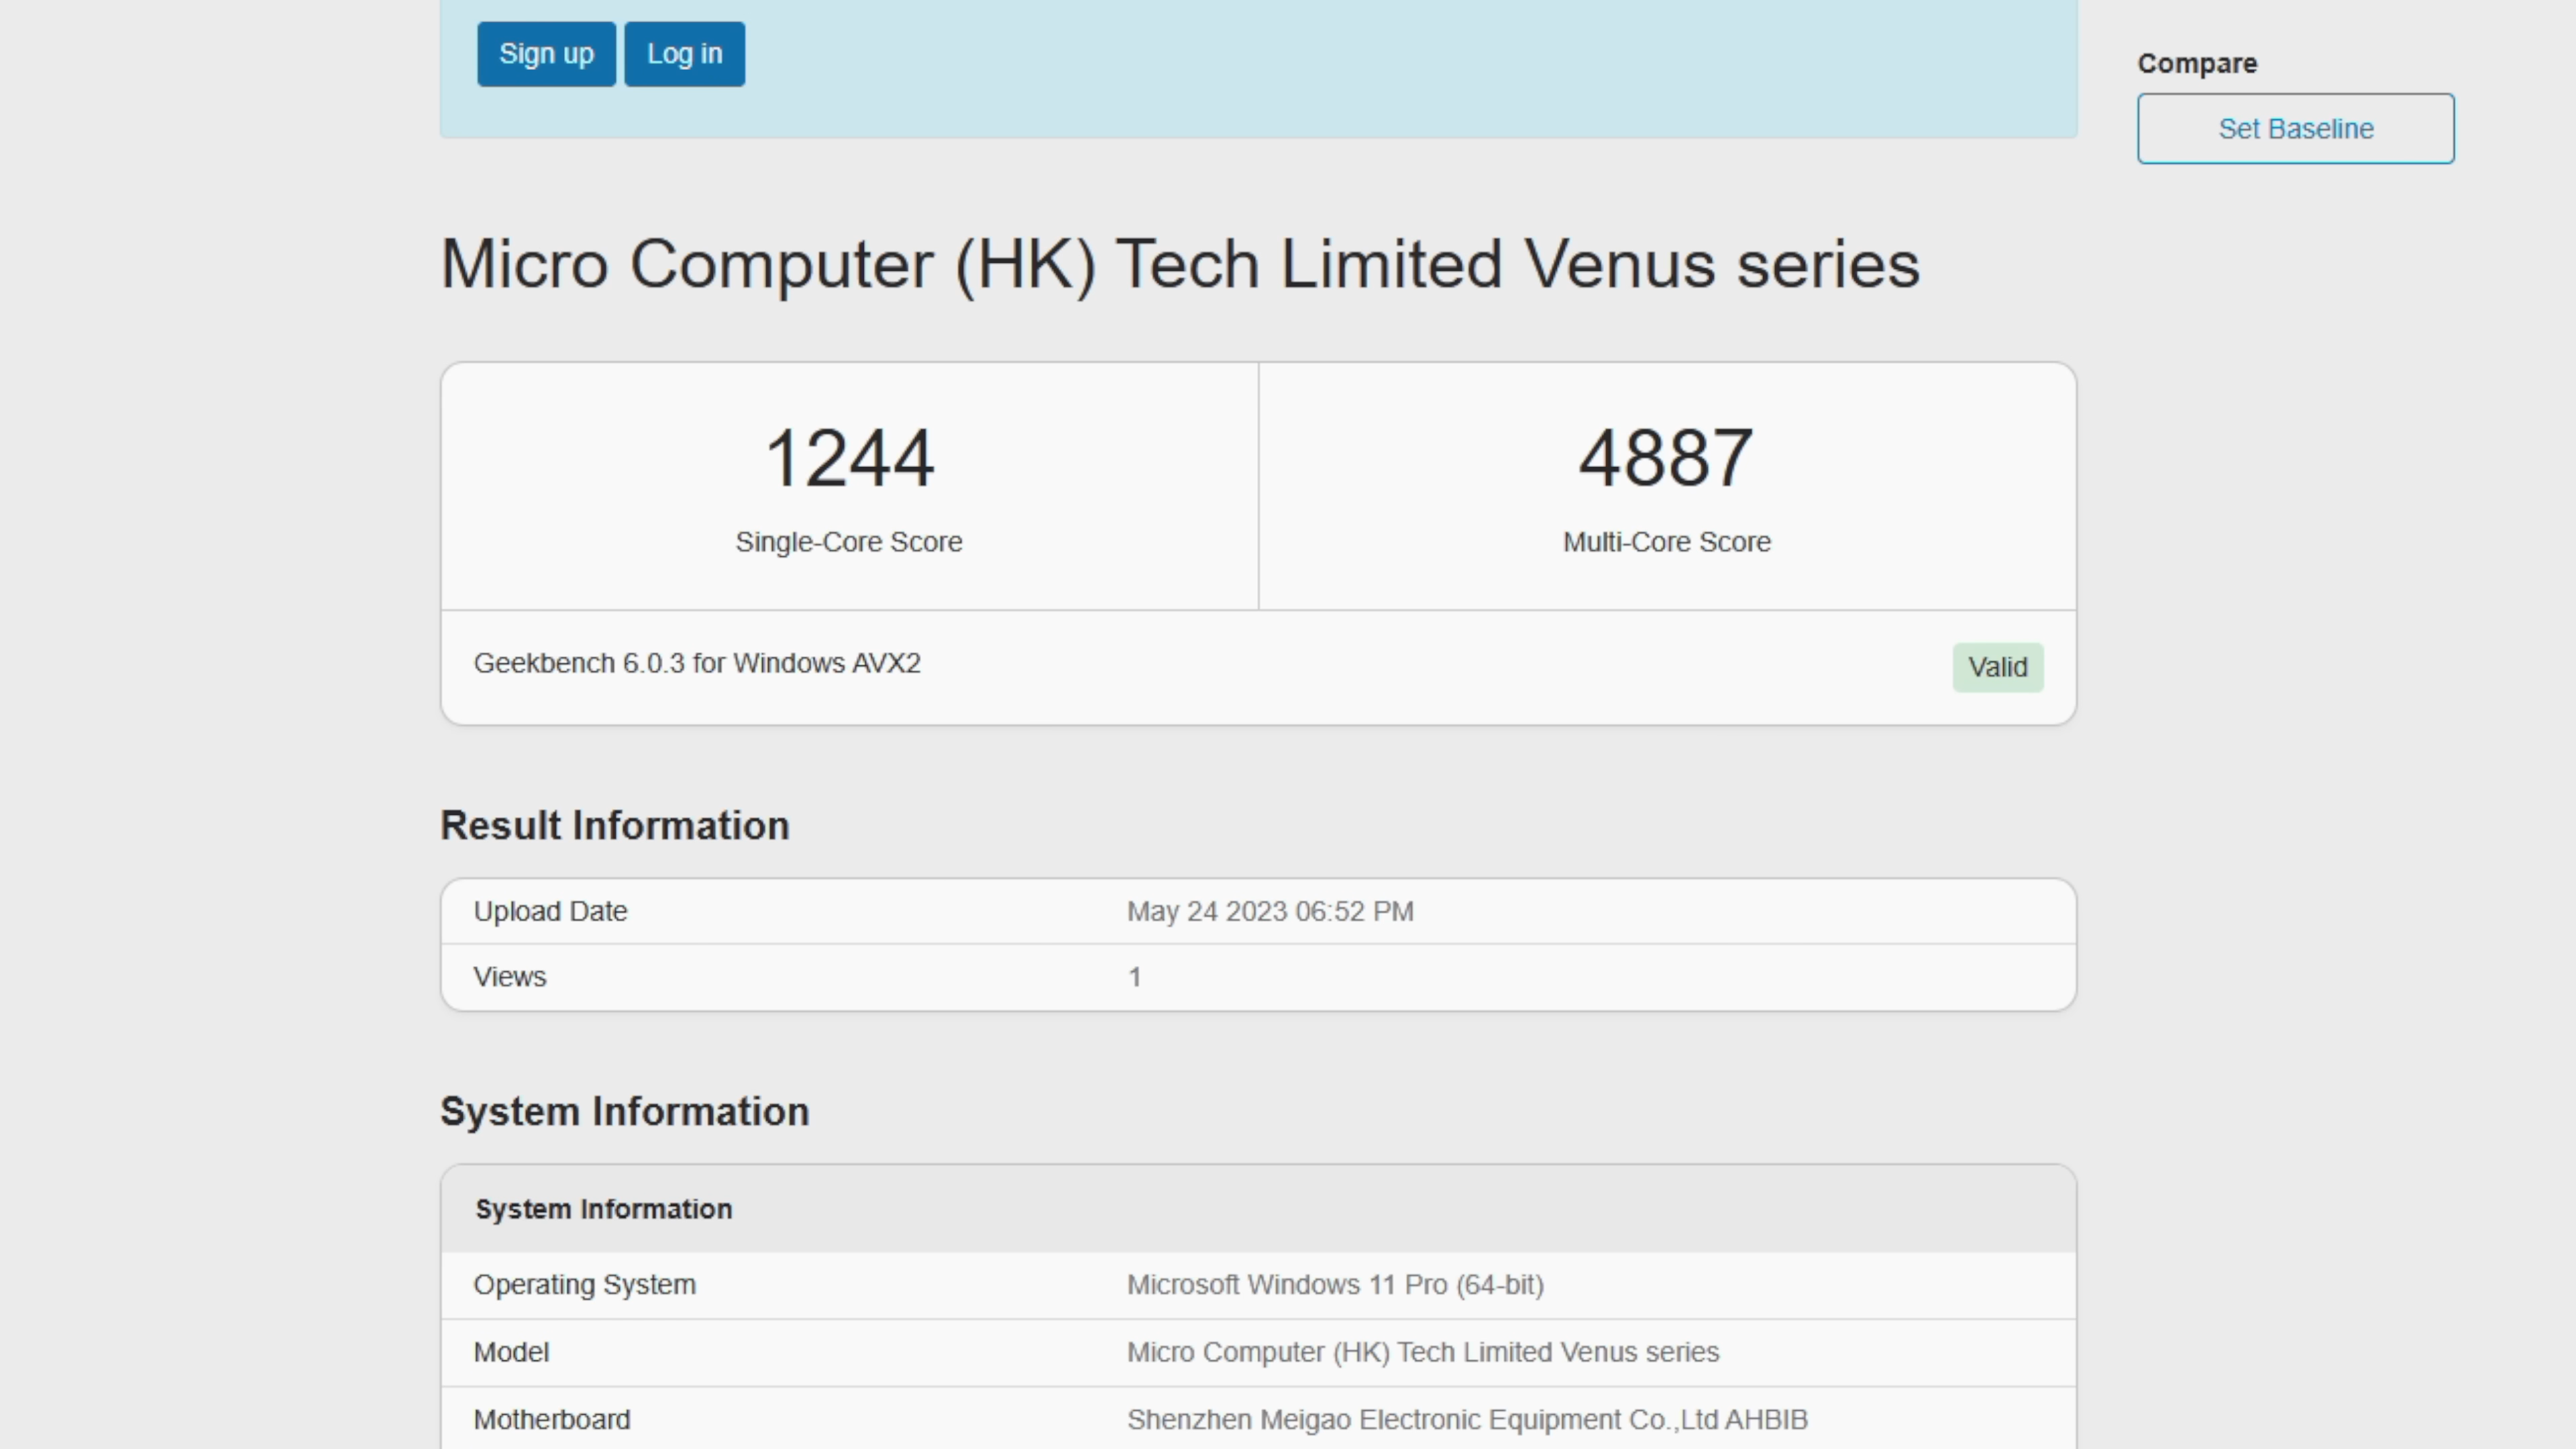 Sign up Log in
Compare
Set Baseline
Micro Computer (HK) Tech Limited Venus series
1244 4887
Single-Core Score Multi-Core Score
Geekbench 6.0.3 for Windows AVX2 Valid
Result Information
Upload Date May 24 2023 06:52 PM
Views 1
System Information
System Information
Operating System Microsoft Windows 11 Pro (64-bit)
Model Micro Computer (HK) Tech Limited Venus series
Motherboard Shenzhen Meigao Electronic Equipment Co.,Ltd AHBIB